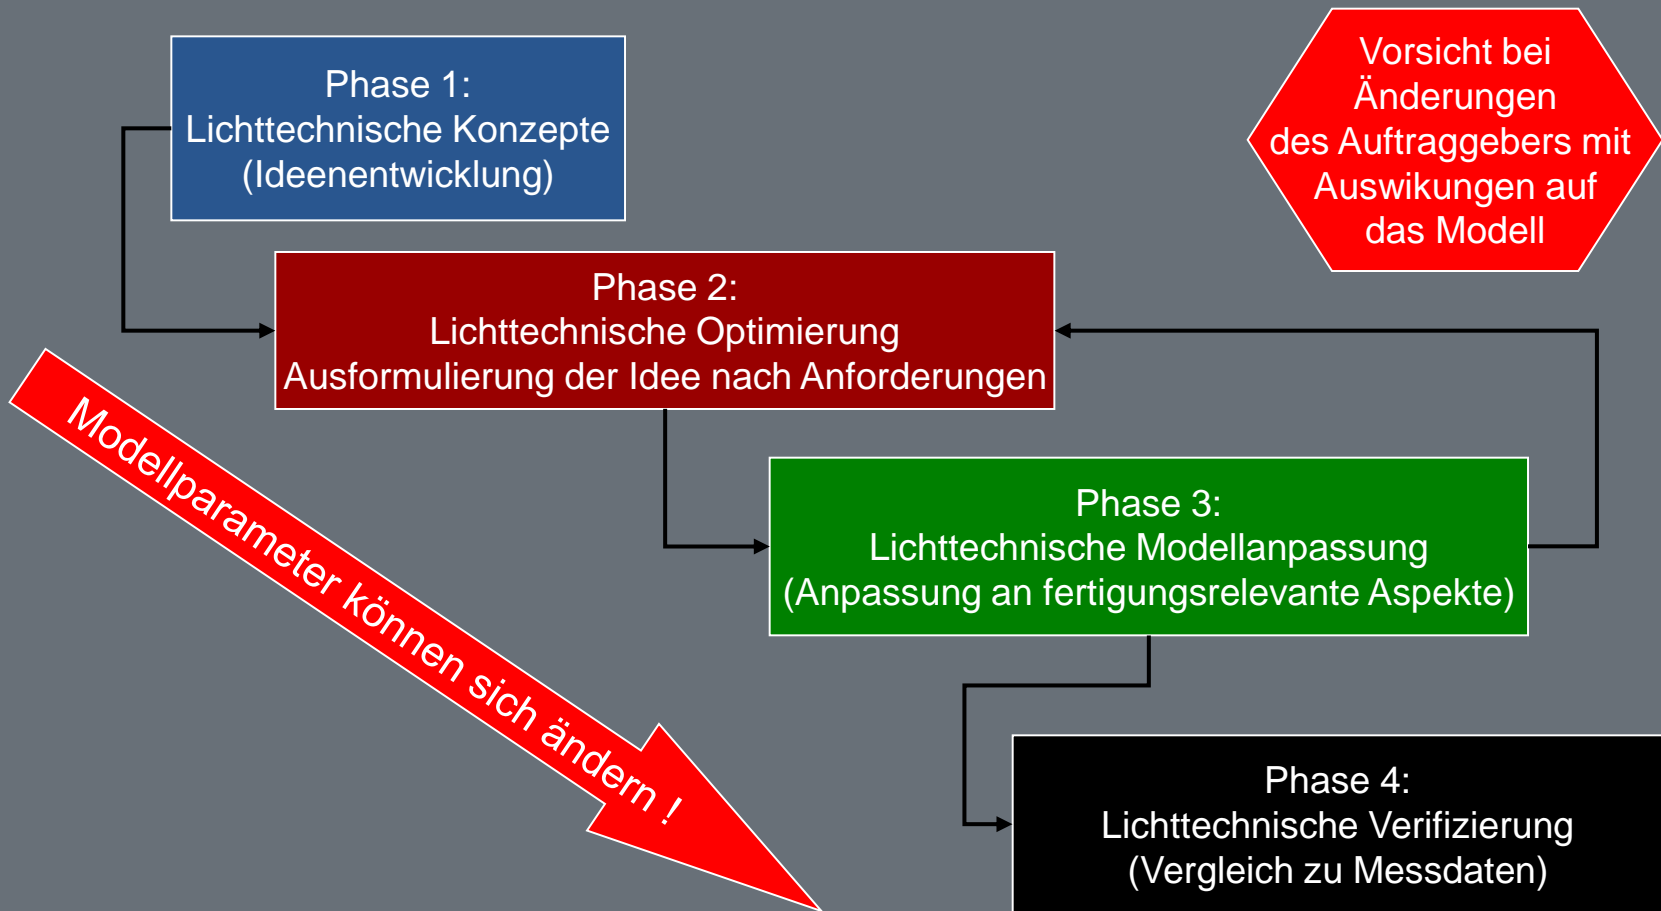 Phase 1:
Lichttechnische Konzepte
(Ideenentwicklung)
Vorsicht bei
Änderungen
des Auftraggebers mit
Auswikungen auf
das Modell
Phase 2:
Lichttechnische Optimierung
Ausformulierung der Idee nach Anforderungen
Modellparameter können sich ändern !
Phase 3:
Lichttechnische Modellanpassung
(Anpassung an fertigungsrelevante Aspekte)
Phase 4:
Lichttechnische Verifizierung
(Vergleich zu Messdaten)